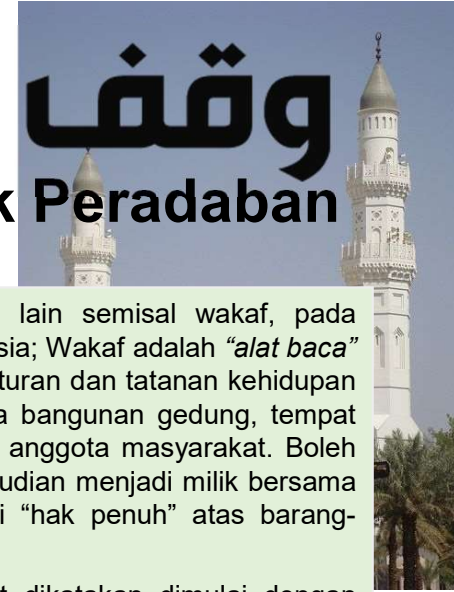 وقف
k Peradaban
lain semisal wakaf, pada
sia; Wakaf adalah “alat baca”
turan dan tatanan kehidupan
a bangunan gedung, tempat
anggota masyarakat. Boleh
udian menjadi milik bersama
i “hak penuh” atas barang-
t dikatakan dimulai dengan